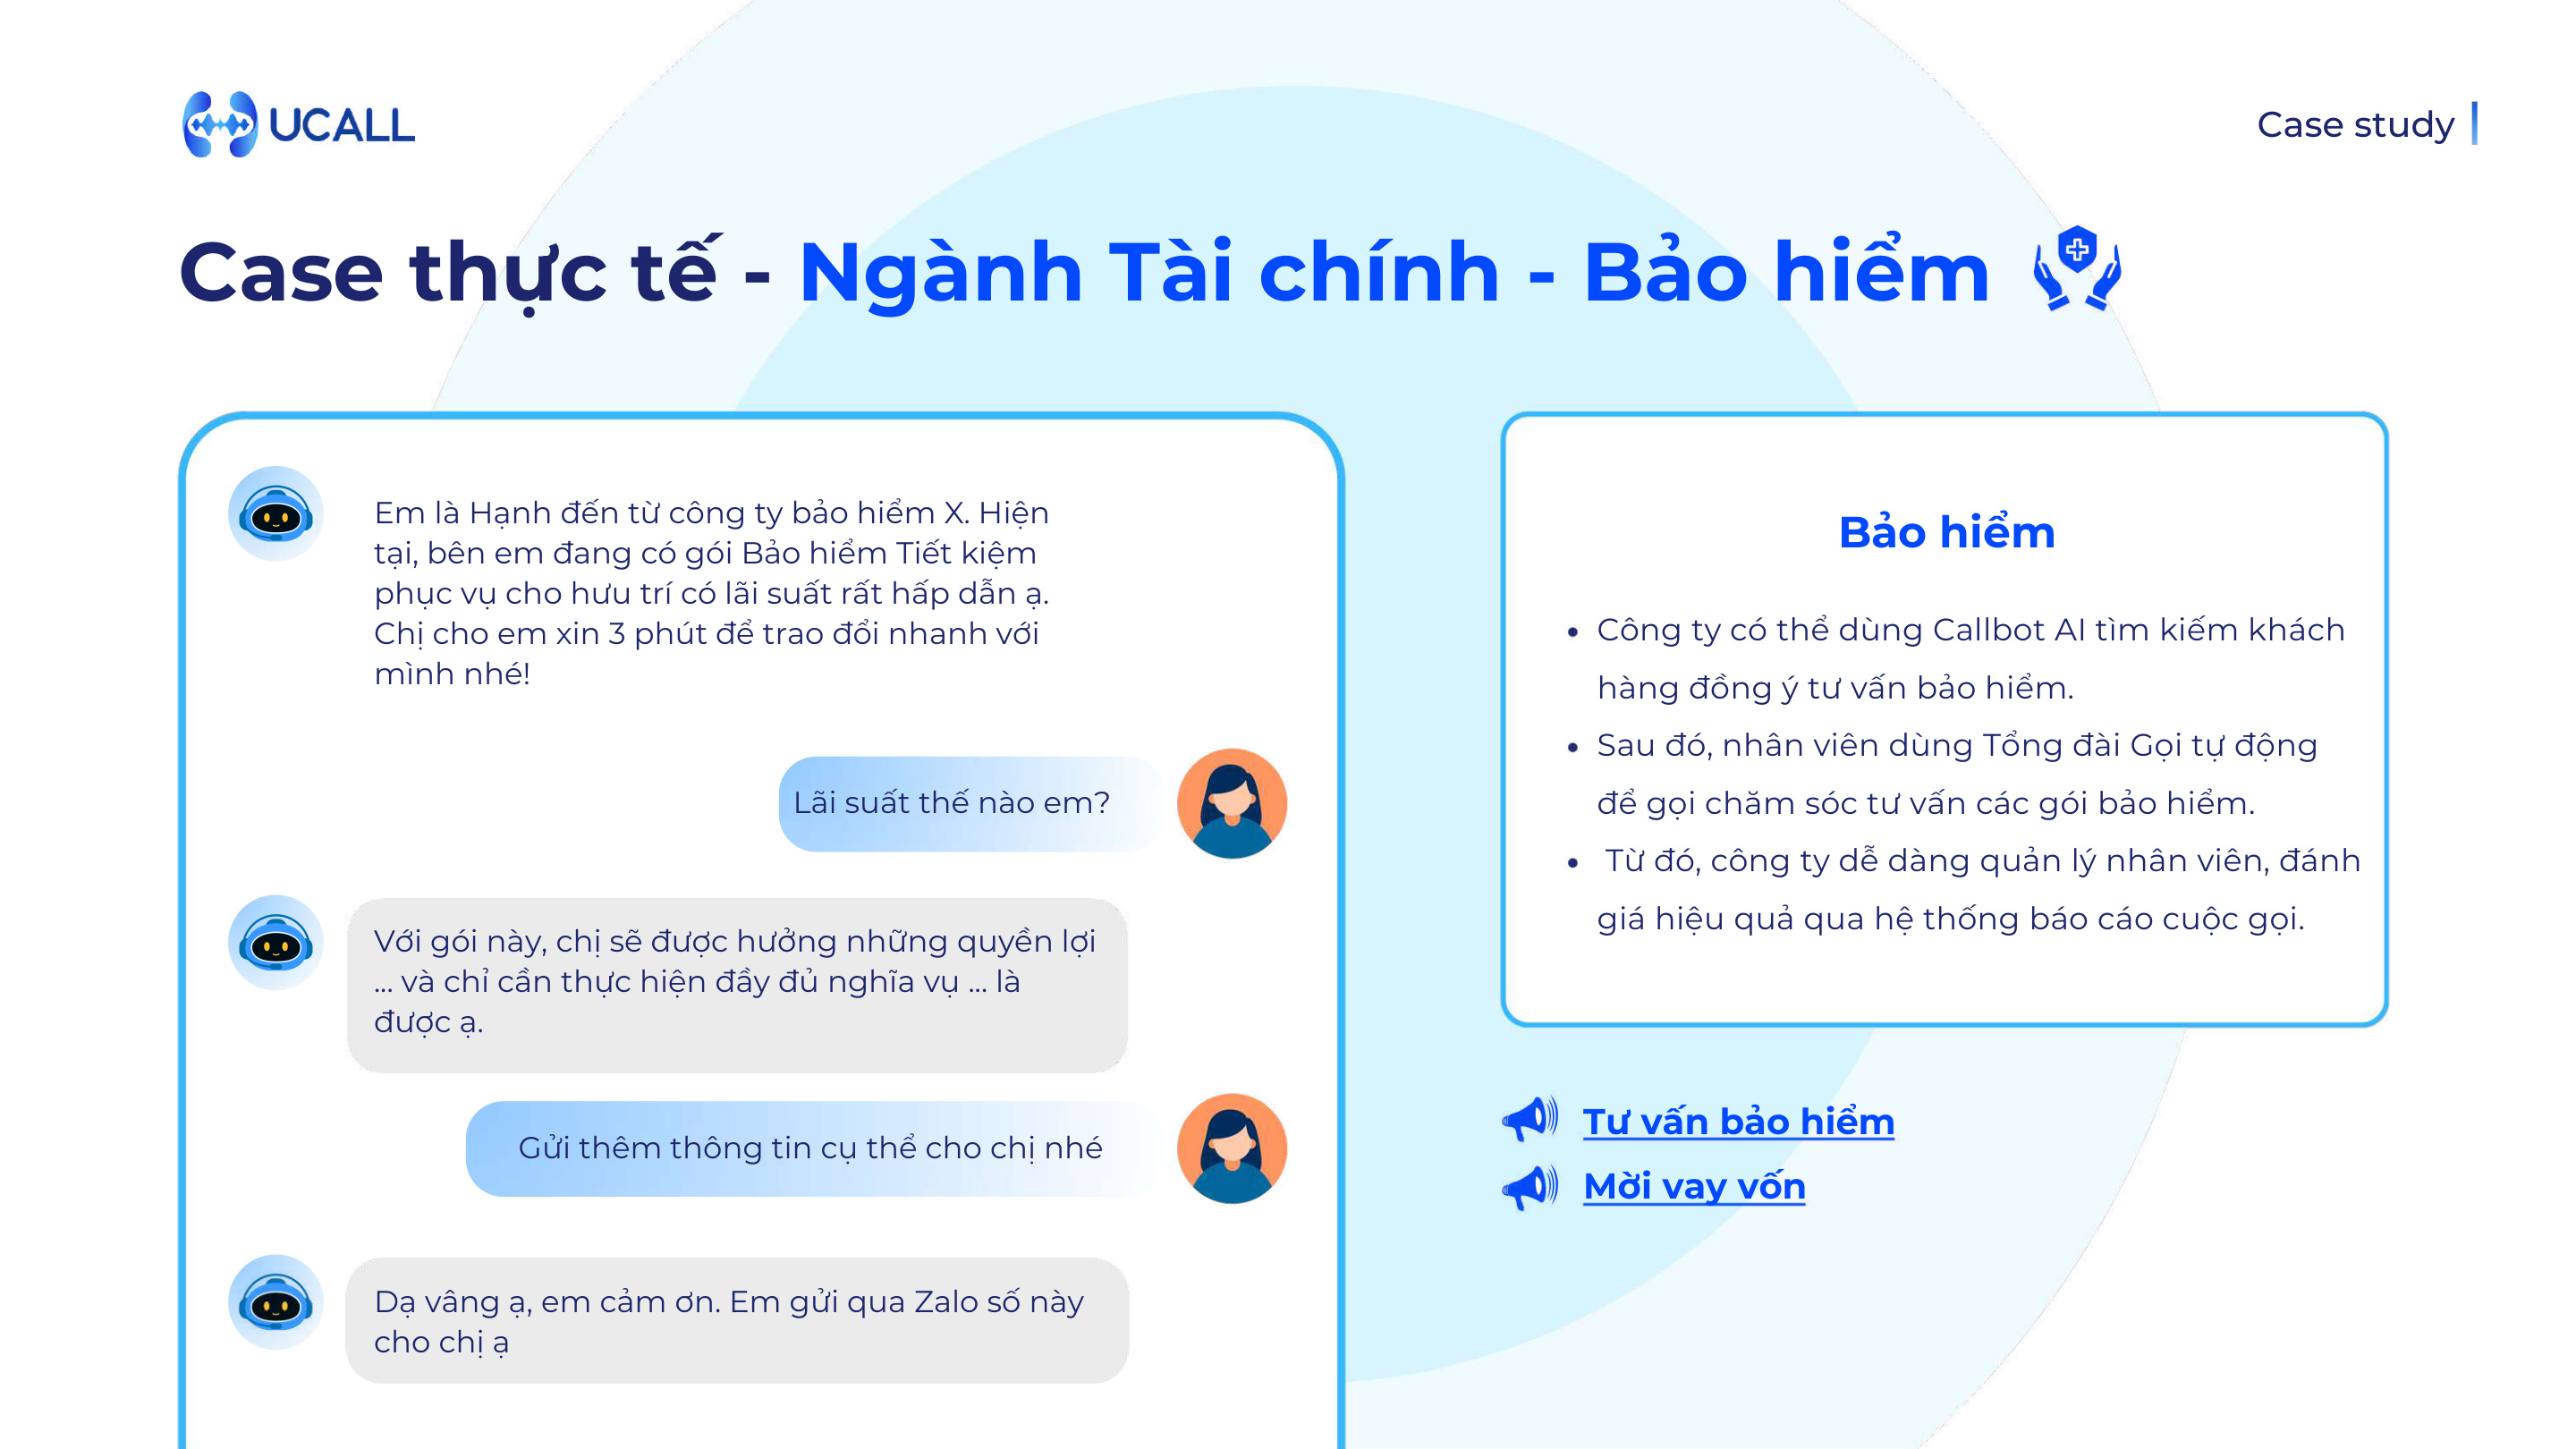 UCALL
Case study
Case thực tế - Ngành Tài chính - Bảo hiểm
Em là Hạnh đến từ công ty bảo hiểm X. Hiện
tại, bên em đang có gói Bảo hiểm Tiết kiệm
phục vụ cho hưu trí có lãi suất rất hấp dẫn ạ.
Chị cho em xin 3 phút để trao đổi nhanh với
mình nhé!
Lãi suất thế nào em?
Với gói này, chị sẽ được hưởng những quyền lợi
... và chỉ cần thực hiện đầy đủ nghĩa vụ ... là
được ạ.
Gửi thêm thông tin cụ thể cho chị nhé
Dạ vâng ạ, em cảm ơn. Em gửi qua Zalo số này
cho chị ạ
Bảo hiểm
• Công ty có thể dùng Callbot AI tìm kiếm khách
hàng đồng ý tư vấn bảo hiểm.
• Sau đó, nhân viên dùng Tổng đài Gọi tự động
để gọi chăm sóc tư vấn các gói bảo hiểm.
• Từ đó, công ty dễ dàng quản lý nhân viên, đánh
giá hiệu quả qua hệ thống báo cáo cuộc gọi.
Tư vấn bảo hiểm
Mời vay vốn